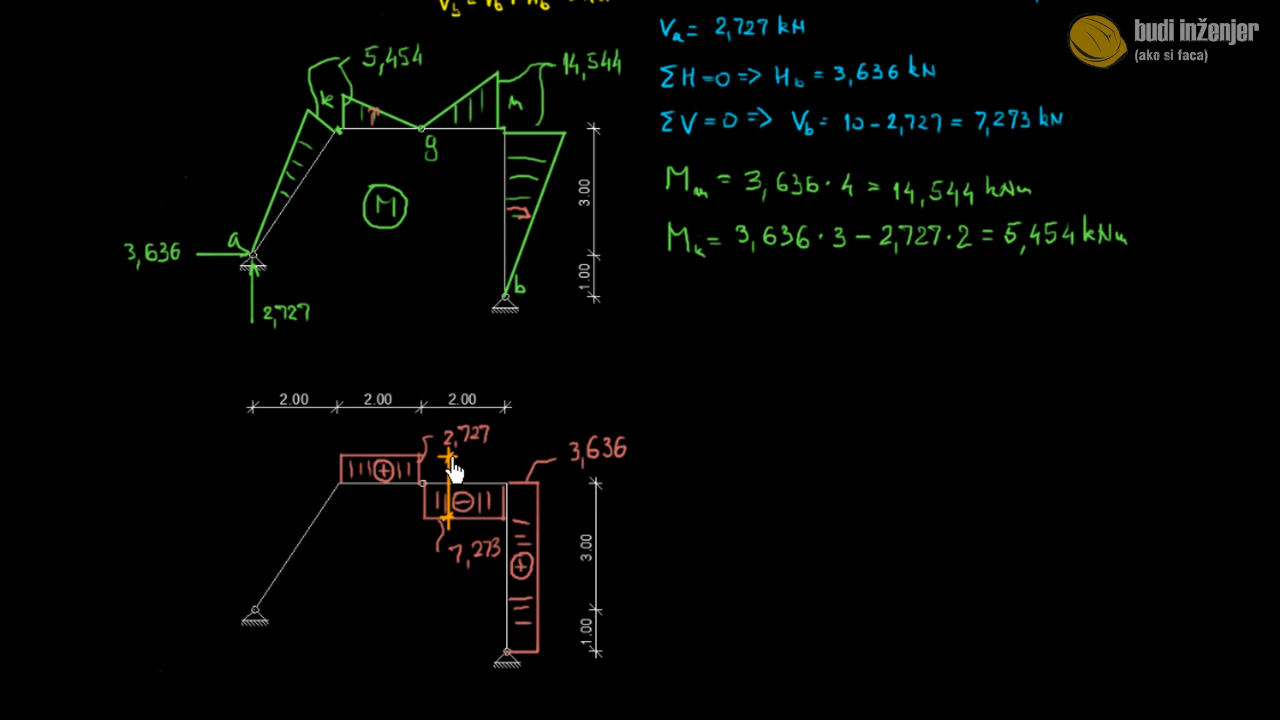 budi inženjer
(ako si faca)
Va = 2,727 kN
ΣH=0 => Hb = 3,636 kN
ΣV=0 => Vb = 10 - 2,727 = 7,273 kN
Mm = 3,636·4 = 14,544 kNm
Mk = 3,636·3 - 2,727·2 = 5,454 kNm
5,454
14,544
k
m
g
M
3.00
a
3,636
1.00
b
2,727
2.00 2.00 2.00
2,727
3,636
+
−
7,273
+
3.00
1.00